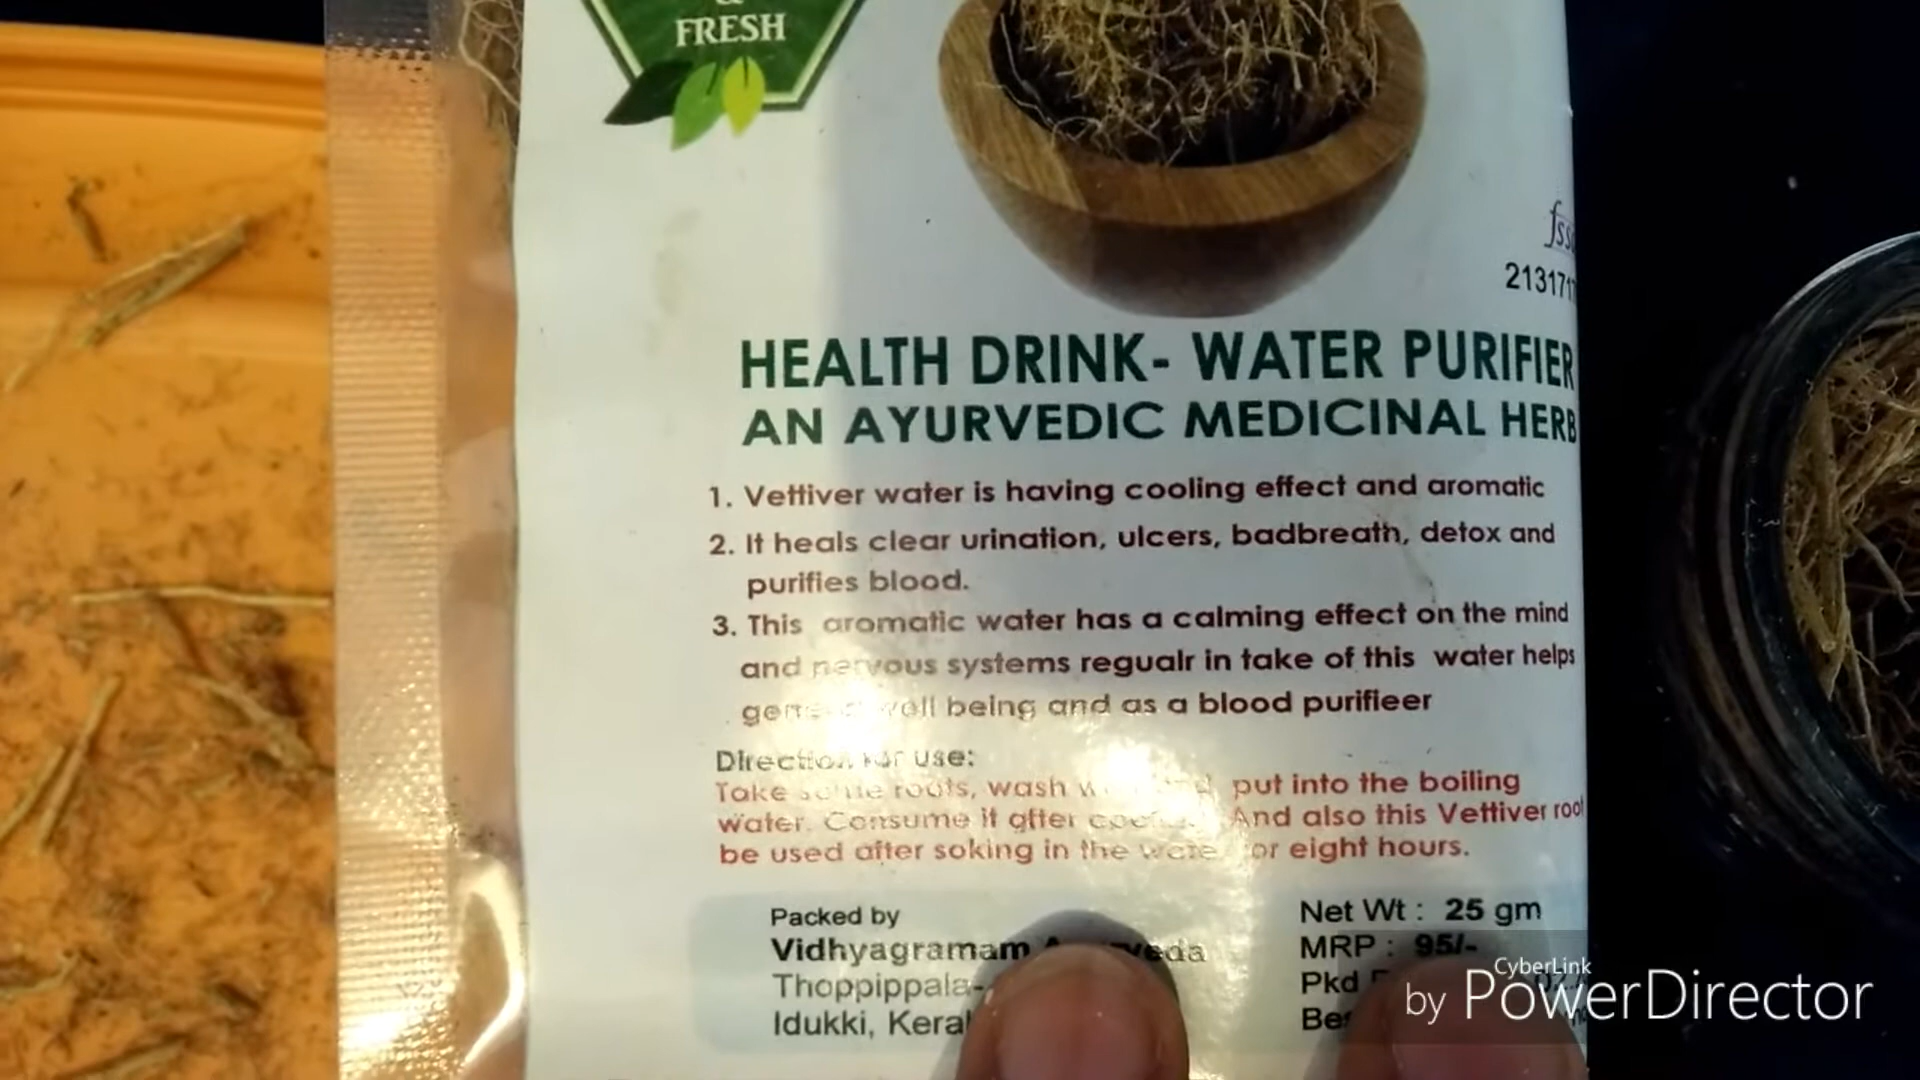 &
FRESH
fss
213171
HEALTH DRINK- WATER PURIFIER
AN AYURVEDIC MEDICINAL HERB
1. Vettiver water is having cooling effect and aromatic
2. It heals clear urination, ulcers, badbreath, detox and
purifies blood.
3. This aromatic water has a calming effect on the mind
and nervous systems regualr in take of this water helps
well being and as a blood purifieer
Direction for use:
Take some roots, wash put into the boiling
water. Consume it after And also this Vettiver root
be used after soking in the water for eight hours.
Packed by
Vidhyagramam
Thoppippala-
Idukki,
Net Wt : 25 gm
MRP : 95/-
Pkd
CyberLink
by PowerDirector